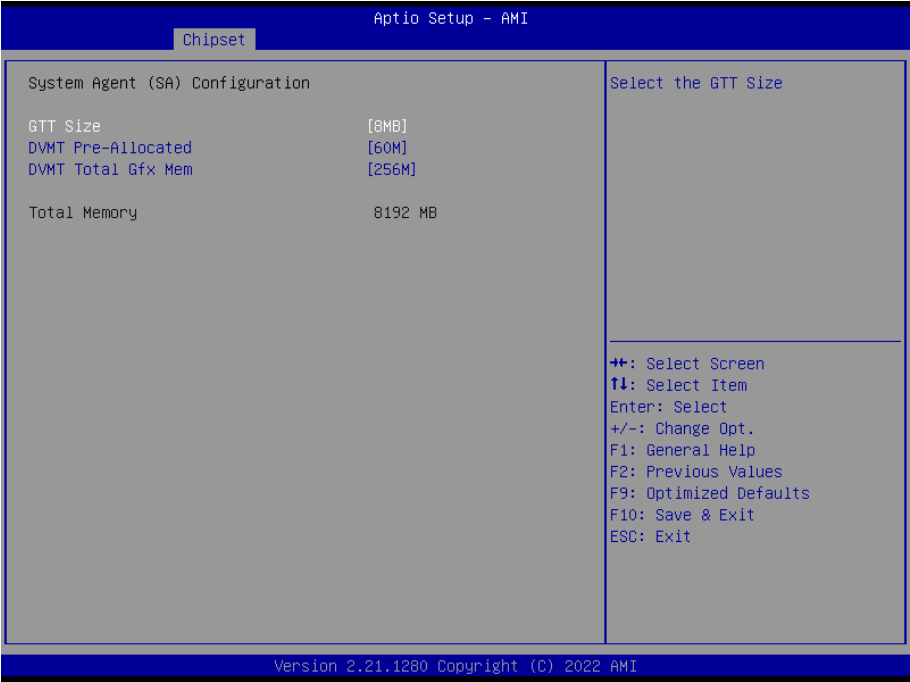 Aptio Setup - AMI
Chipset
System Agent (SA) Configuration
GTT Size [8MB]
DVMT Pre-Allocated [60M]
DVMT Total Gfx Mem [256M]
Total Memory 8192 MB
Select the GTT Size
→←: Select Screen
↑↓: Select Item
Enter: Select
+/-: Change Opt.
F1: General Help
F2: Previous Values
F9: Optimized Defaults
F10: Save & Exit
ESC: Exit
Version 2.21.1280 Copyright (C) 2022 AMI